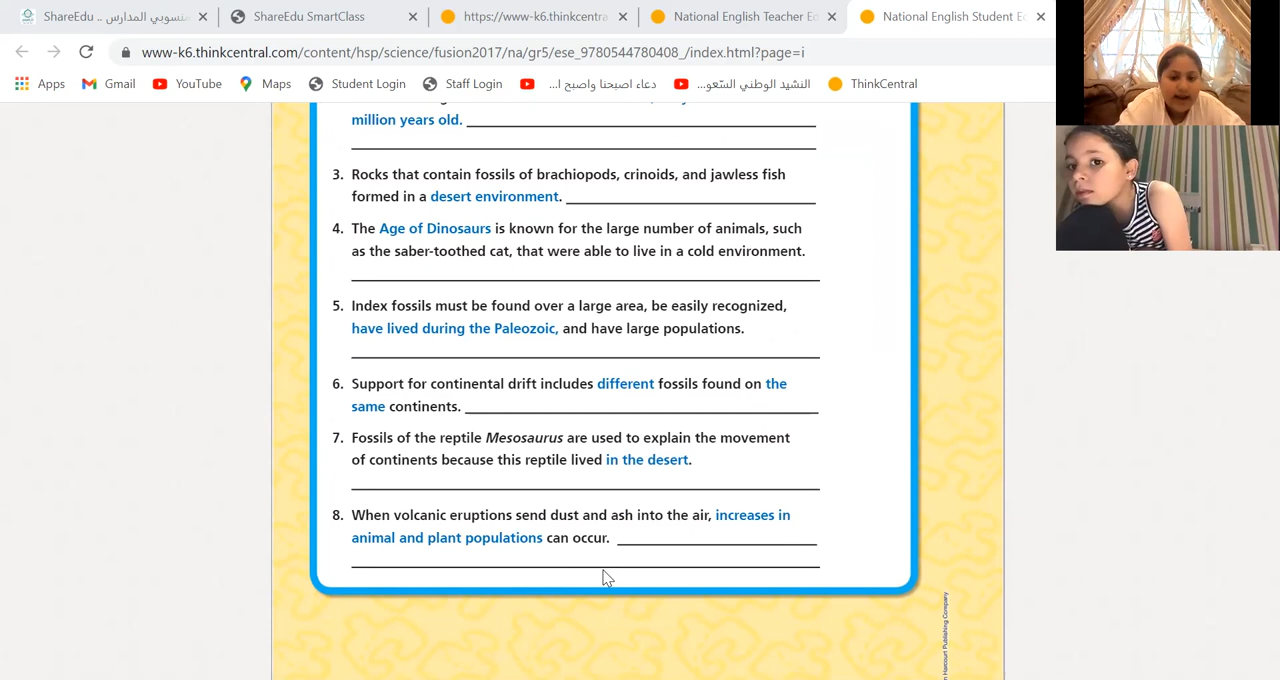 منسوبي المدارس .. ShareEdu
ShareEdu SmartClass
https://www-k6.thinkcentra
National English Teacher Ed
National English Student Ed
www-k6.thinkcentral.com/content/hsp/science/fusion2017/na/gr5/ese_9780544780408_/index.html?page=i
Apps
Gmail
YouTube
Maps
Student Login
Staff Login
دعاء اصبحنا واصبح ا...
النشيد الوطني السعو...
ThinkCentral
million years old.
3. Rocks that contain fossils of brachiopods, crinoids, and jawless fish
formed in a desert environment.
4. The Age of Dinosaurs is known for the large number of animals, such
as the saber-toothed cat, that were able to live in a cold environment.
5. Index fossils must be found over a large area, be easily recognized,
have lived during the Paleozoic, and have large populations.
6. Support for continental drift includes different fossils found on the
same continents.
7. Fossils of the reptile Mesosaurus are used to explain the movement
of continents because this reptile lived in the desert.
8. When volcanic eruptions send dust and ash into the air, increases in
animal and plant populations can occur.
n Harcourt Publishing Company